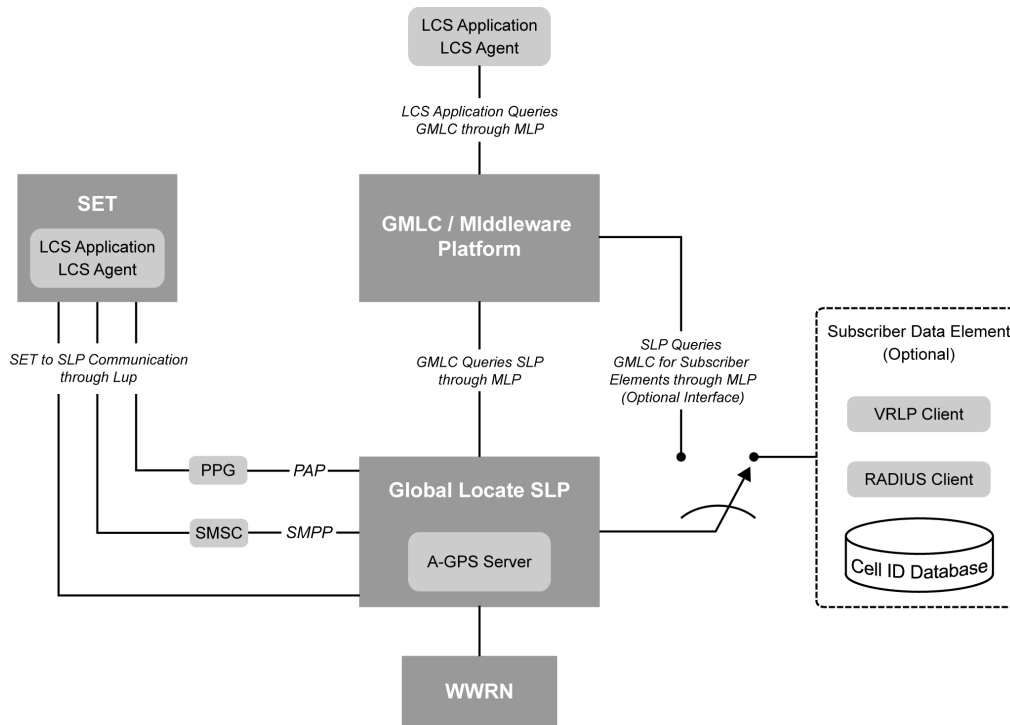 LCS Application
LCS Agent
LCS Application Queries
GMLC through MLP
SET
LCS Application
LCS Agent
GMLC / MIddleware
Platform
SET to SLP Communication
through Lup
GMLC Queries SLP
through MLP
SLP Queries
GMLC for Subscriber
Elements through MLP
(Optional Interface)
Subscriber Data Element
(Optional)
VRLP Client
RADIUS Client
Cell ID Database
PPG
PAP
SMSC
SMPP
Global Locate SLP
A-GPS Server
WWRN